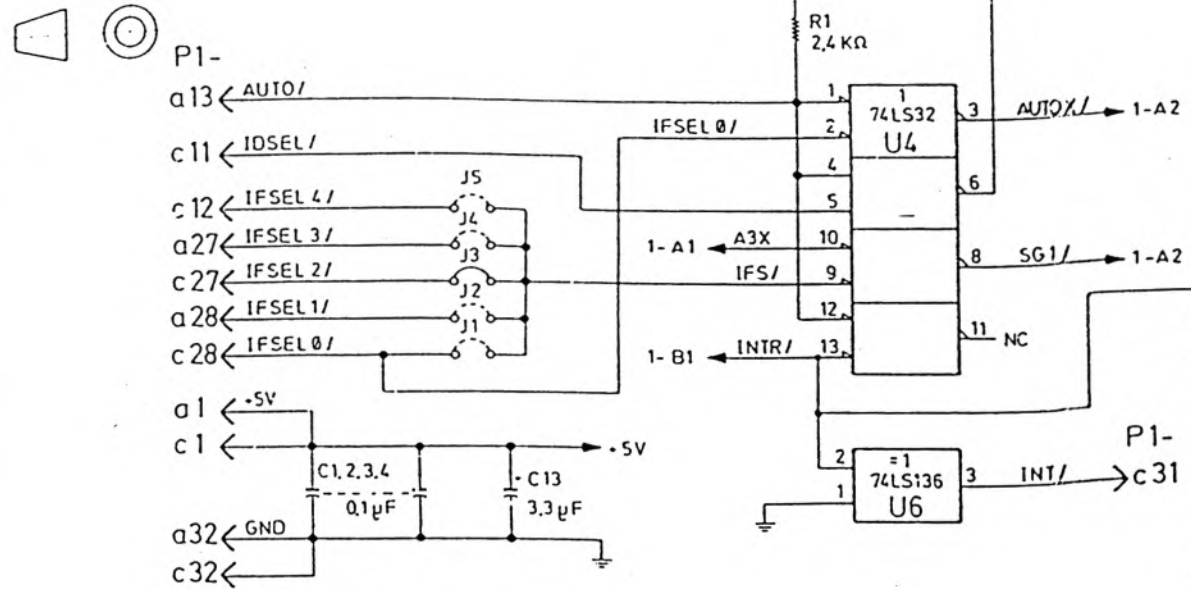 P1-
a13 AUTO/
c11 IDSEL/
c12 IFSEL 4/
J5
a27 IFSEL 3/
J4
c27 IFSEL 2/
J3
a28 IFSEL 1/
J2
c28 IFSEL 0/
J1
a1 +5V
c1
+5V
C1,2,3,4
0,1µF
C13
3,3µF
a32 GND
c32
R1
2,4 KΩ
1
IFSEL 0/ 2
4
5
1-A1 A3X 10
IFS/ 9
12
1-B1 INTR/ 13
1
74LS32
U4
3 AUTOX/ 1-A2
6
8 SG1/ 1-A2
11 NC
2
1
=1
74LS136
U6
3 INT/
P1-
c31